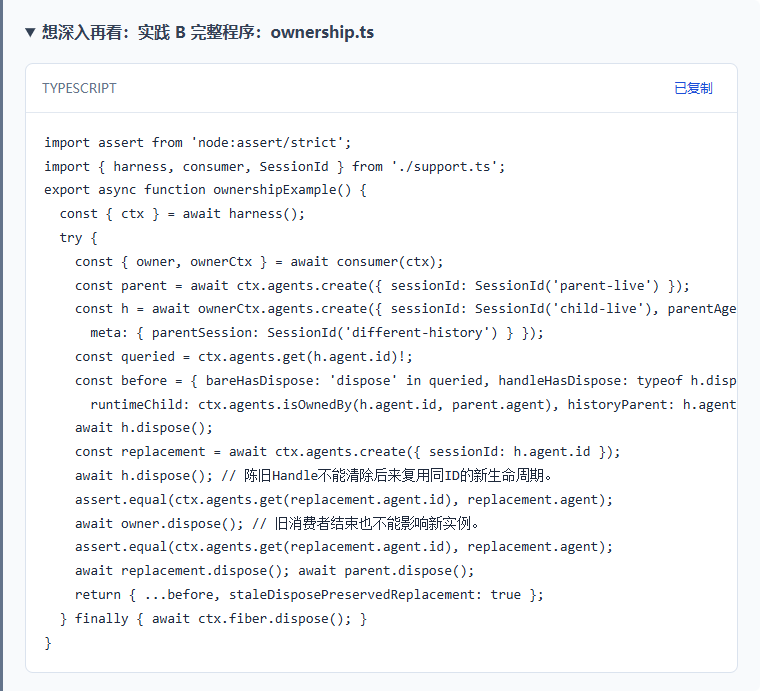 ▼ 想深入再看：实践 B 完整程序：ownership.ts
TYPESCRIPT
已复制
import assert from 'node:assert/strict';
import { harness, consumer, SessionId } from './support.ts';
export async function ownershipExample() {
  const { ctx } = await harness();
  try {
    const { owner, ownerCtx } = await consumer(ctx);
    const parent = await ctx.agents.create({ sessionId: SessionId('parent-live') });
    const h = await ownerCtx.agents.create({ sessionId: SessionId('child-live'), parentAge
      meta: { parentSession: SessionId('different-history') } });
    const queried = ctx.agents.get(h.agent.id)!;
    const before = { bareHasDispose: 'dispose' in queried, handleHasDispose: typeof h.disp
      runtimeChild: ctx.agents.isOwnedBy(h.agent.id, parent.agent), historyParent: h.agent
    await h.dispose();
    const replacement = await ctx.agents.create({ sessionId: h.agent.id });
    await h.dispose(); // 陈旧Handle不能清除后来复用同ID的新生命周期。
    assert.equal(ctx.agents.get(replacement.agent.id), replacement.agent);
    await owner.dispose(); // 旧消费者结束也不能影响新实例。
    assert.equal(ctx.agents.get(replacement.agent.id), replacement.agent);
    await replacement.dispose(); await parent.dispose();
    return { ...before, staleDisposePreservedReplacement: true };
  } finally { await ctx.fiber.dispose(); }
}